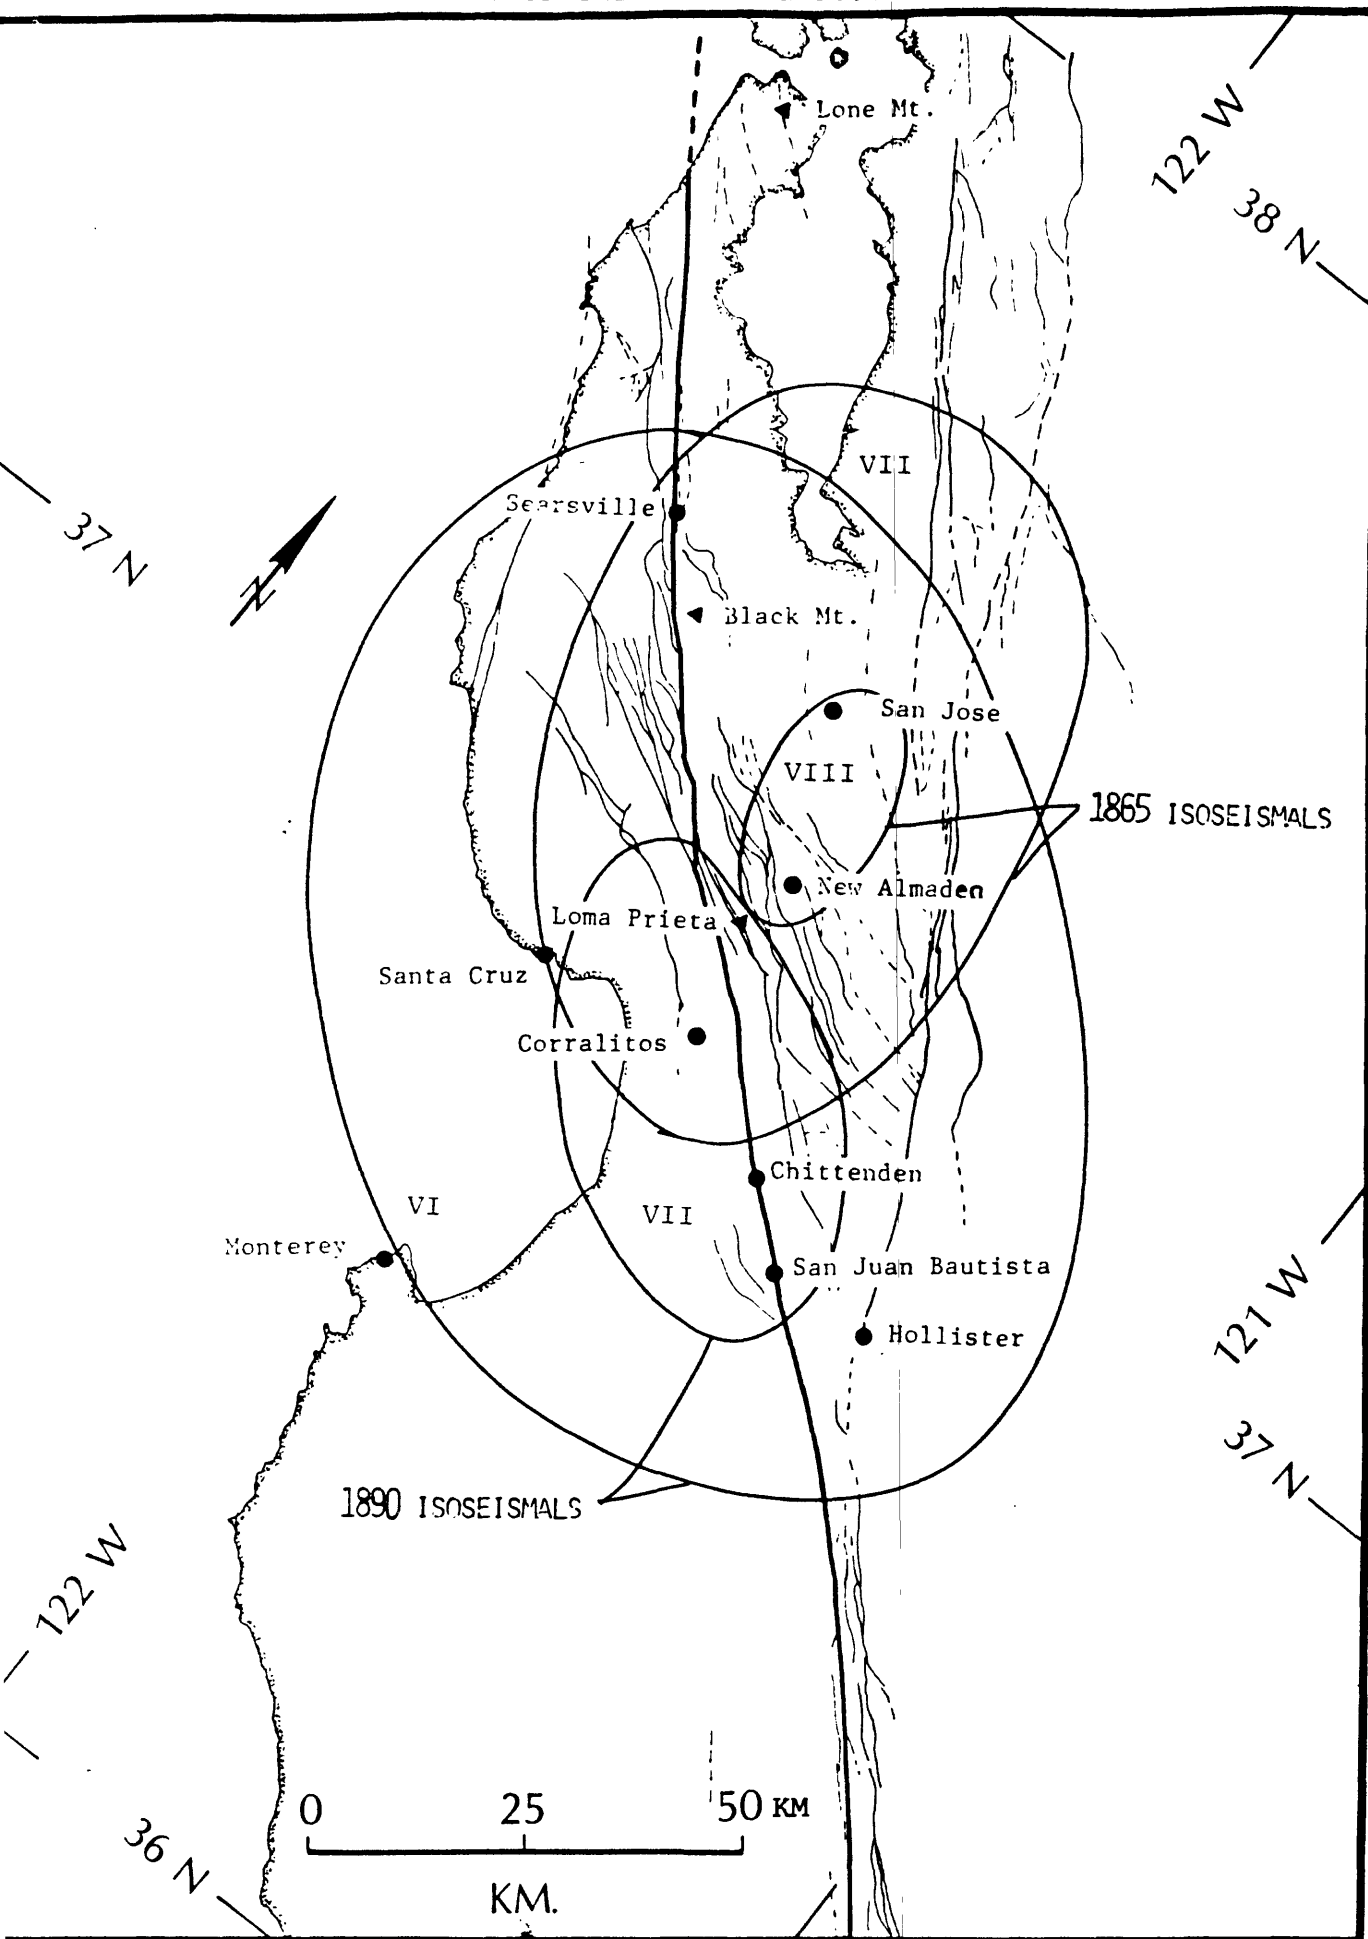 Lone Mt.
122 W
38 N
VII
Searsville
37 N
N
Black Mt.
San Jose
VIII
1865 ISOSEISMALS
New Almaden
Loma Prieta
Santa Cruz
Corralitos
Chittenden
VI
VII
Monterey
San Juan Bautista
121 W
Hollister
37 N
1890 ISOSEISMALS
122 W
0 25 50 KM
36 N
KM.